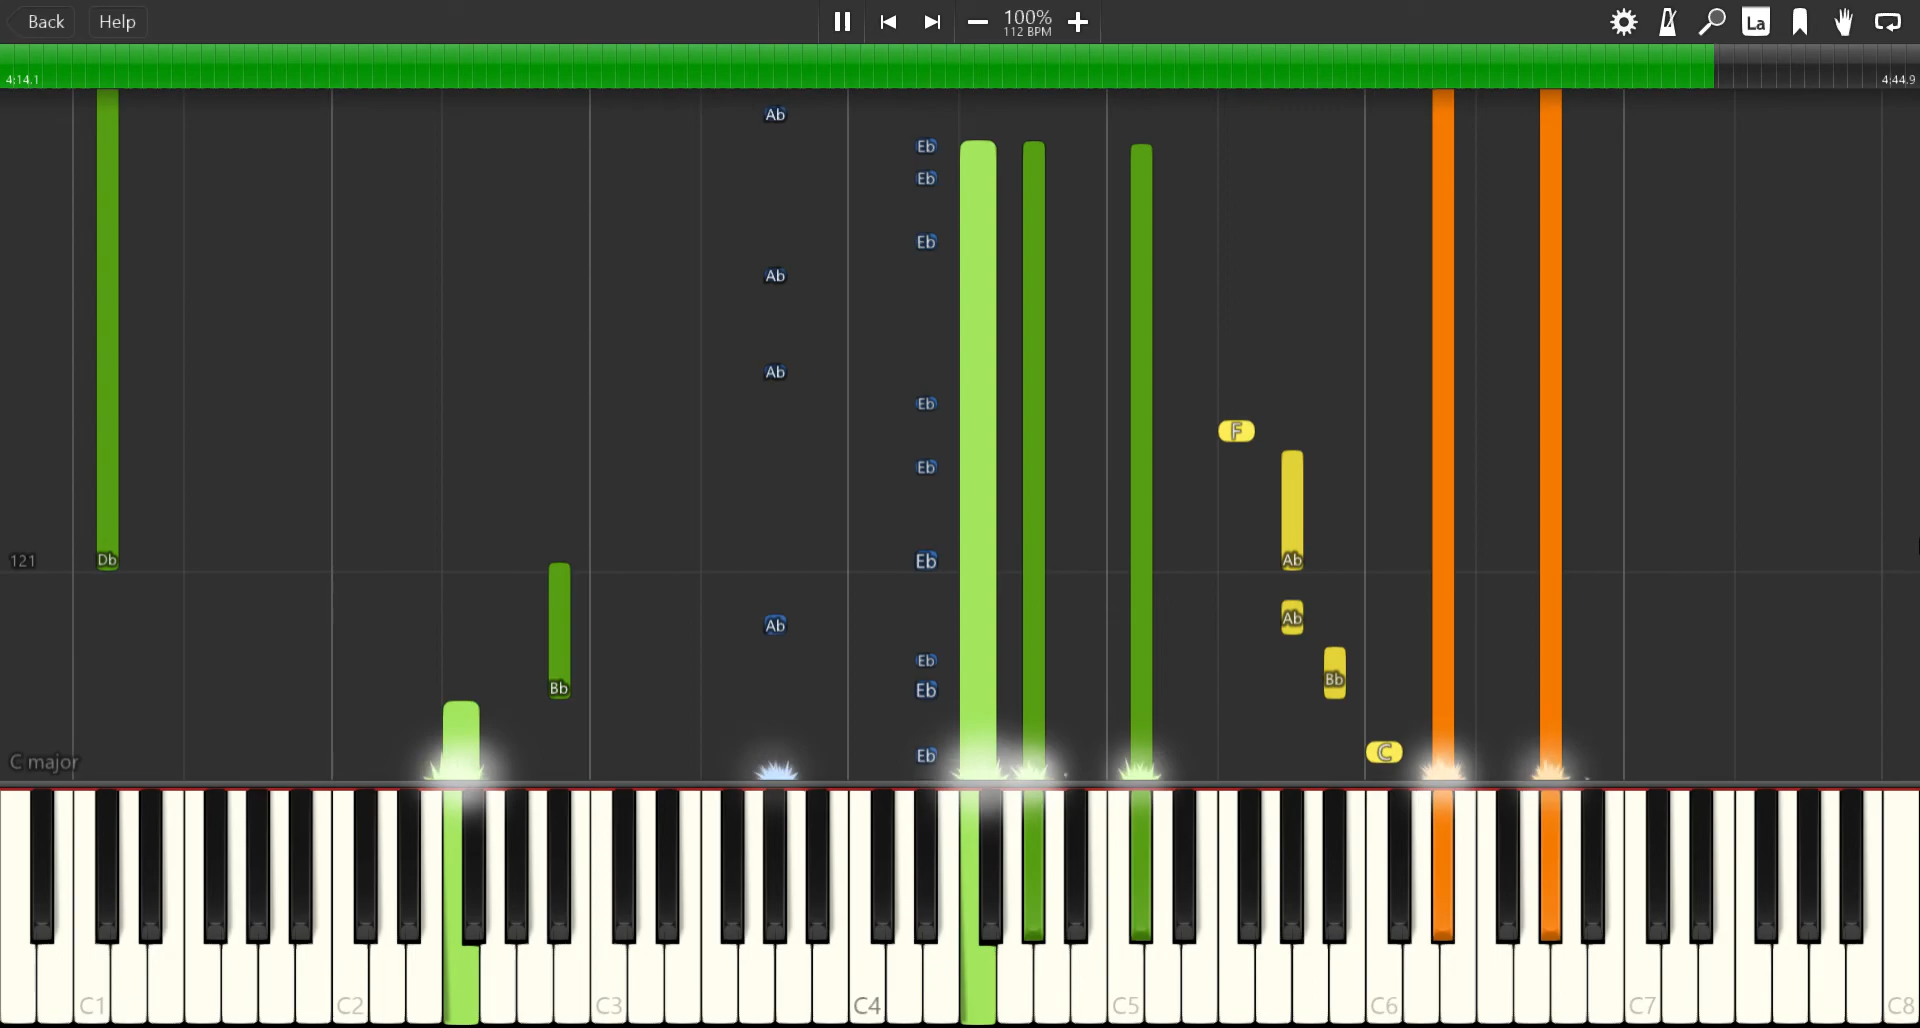 Back Help 100% La
112 BPM
4:14.1 4:44.9
Ab
Eb
Eb
Eb
Ab
Ab
Eb
F
Eb
121 Db Eb Ab
Ab Ab
Eb
Bb
Bb Eb
C
Eb
C major
C1 C2 C3 C4 C5 C6 C7 C8